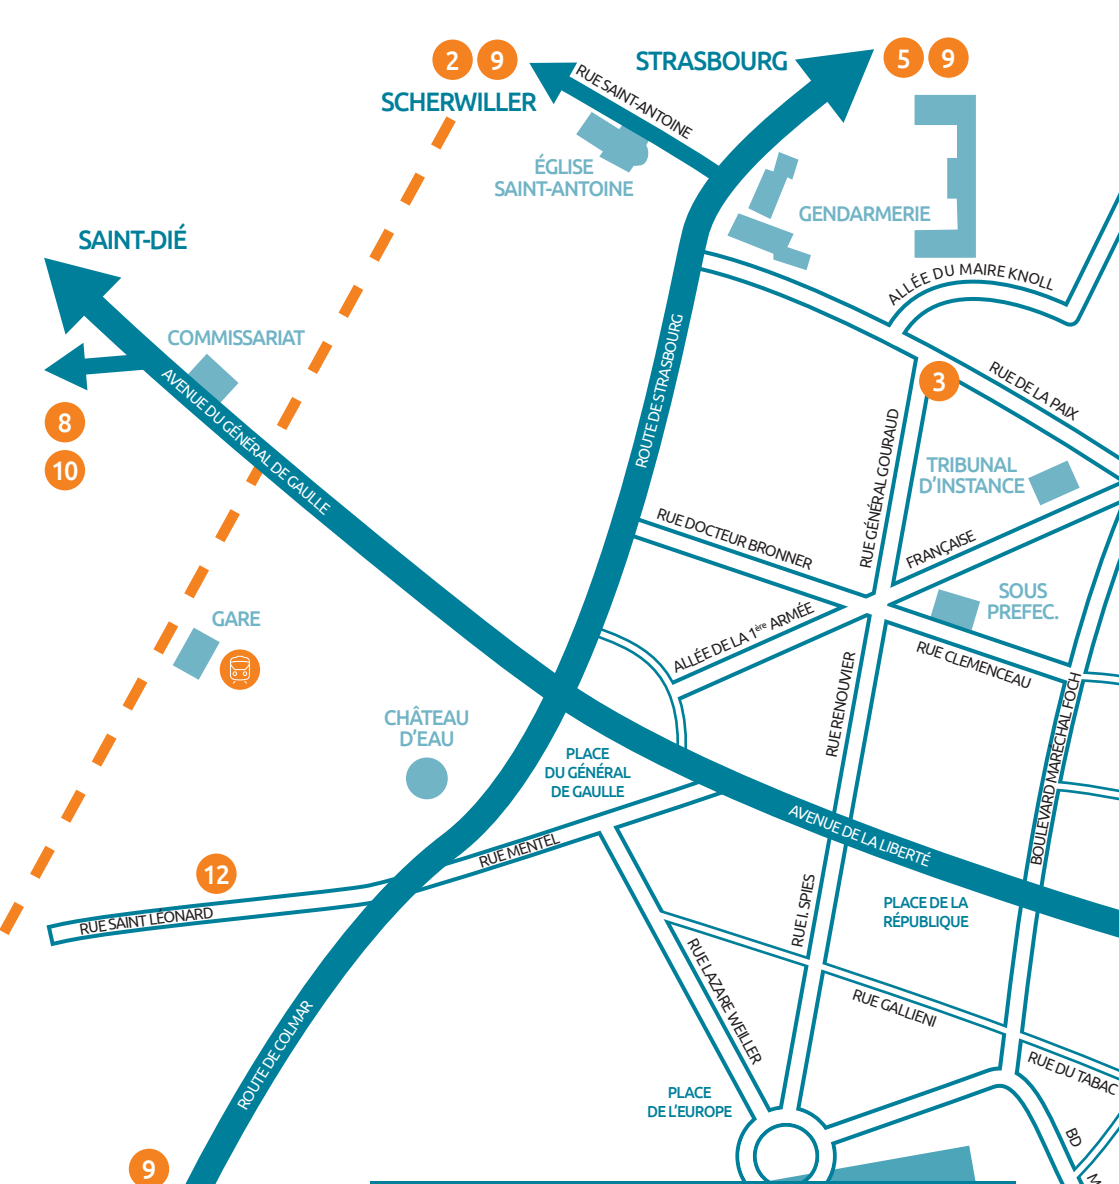 2
9
SCHERWILLER
RUE SAINT-ANTOINE
STRASBOURG
5
9
ÉGLISE
SAINT-ANTOINE
GENDARMERIE
SAINT-DIÉ
ALLÉE DU MAIRE KNOLL
COMMISSARIAT
AVENUE DU GÉNÉRAL DE GAULLE
8
10
ROUTE DE STRASBOURG
3
RUE DE LA PAIX
RUE GÉNÉRAL GOURAUD
TRIBUNAL
D'INSTANCE
RUE DOCTEUR BRONNER
FRANÇAISE
ALLÉE DE LA 1ère ARMÉE
SOUS
PREFEC.
RUE CLEMENCEAU
GARE
RUE RENOUVIER
BOULEVARD MARÉCHAL FOCH
CHÂTEAU
D'EAU
PLACE
DU GÉNÉRAL
DE GAULLE
AVENUE DE LA LIBERTÉ
RUE MENTEL
12
RUE SAINT LÉONARD
RUE I. SPIES
PLACE DE LA
RÉPUBLIQUE
RUE LAZARE WEILLER
RUE GALLIENI
ROUTE DE COLMAR
RUE DU TABAC
PLACE
DE L'EUROPE
BD
9